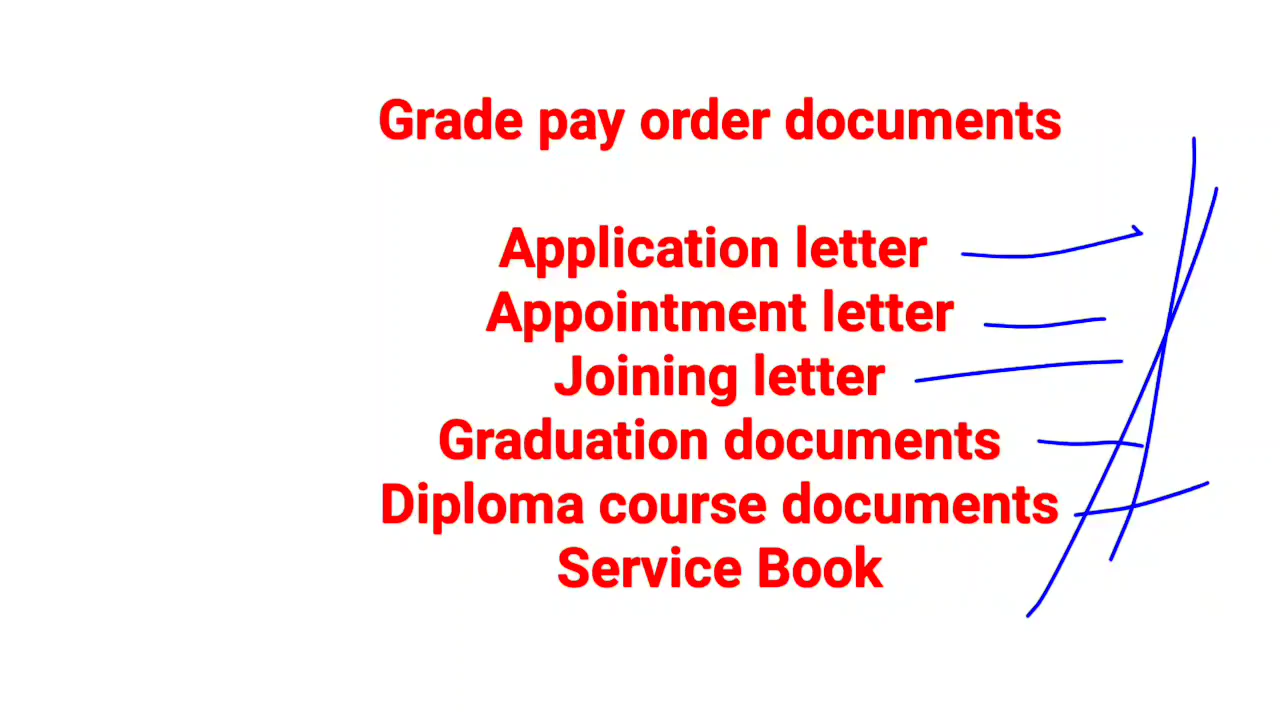 Grade pay order documents
Application letter
Appointment letter
Joining letter
Graduation documents
Diploma course documents
Service Book